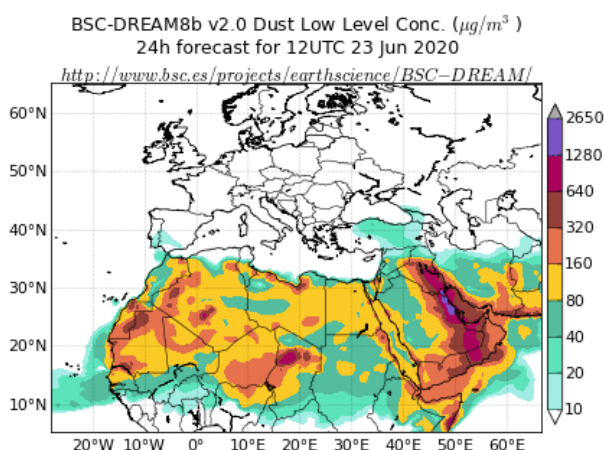 BSC-DREAM8b v2.0 Dust Low Level Conc. (μg/m³ )
24h forecast for 12UTC 23 Jun 2020
http://www.bsc.es/projects/earthscience/BSC−DREAM/
60°N
50°N
40°N
30°N
20°N
10°N
20°W 10°W 0° 10°E 20°E 30°E 40°E 50°E 60°E
2650
1280
640
320
160
80
40
20
10